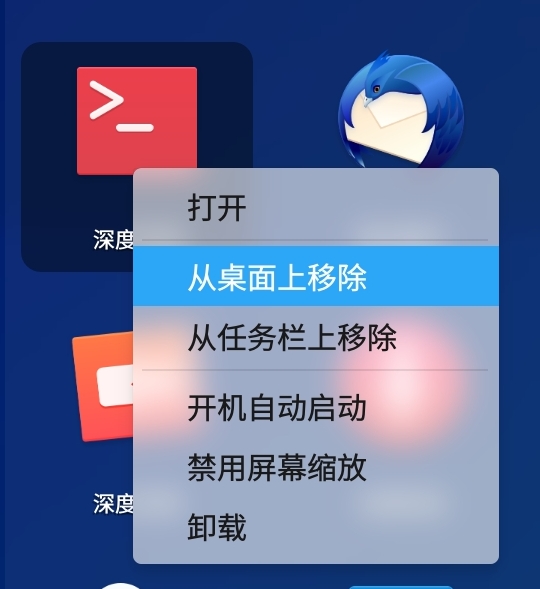 打开
深度
从桌面上移除
从任务栏上移除
开机自动启动
禁用屏幕缩放
深度
卸载